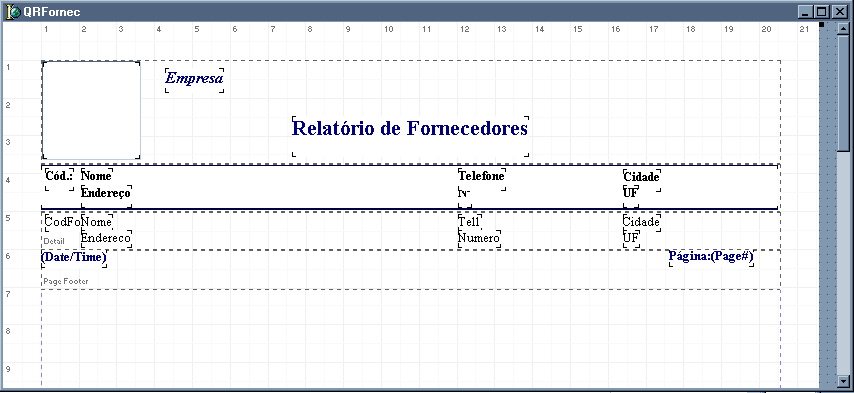 QRFornec
1 2 3 4 5 6 7 8 9 10 11 12 13 14 15 16 17 18 19 20 21
1
Empresa
2
Relatório de Fornecedores
3
Cód.: Nome Telefone Cidade
4
Endereço Nº UF
5
CodFo Nome Tel1 Cidade
Detail Endereco Numero UF
6
(Date/Time) Página:(Page#)
Page Footer
7
8
9